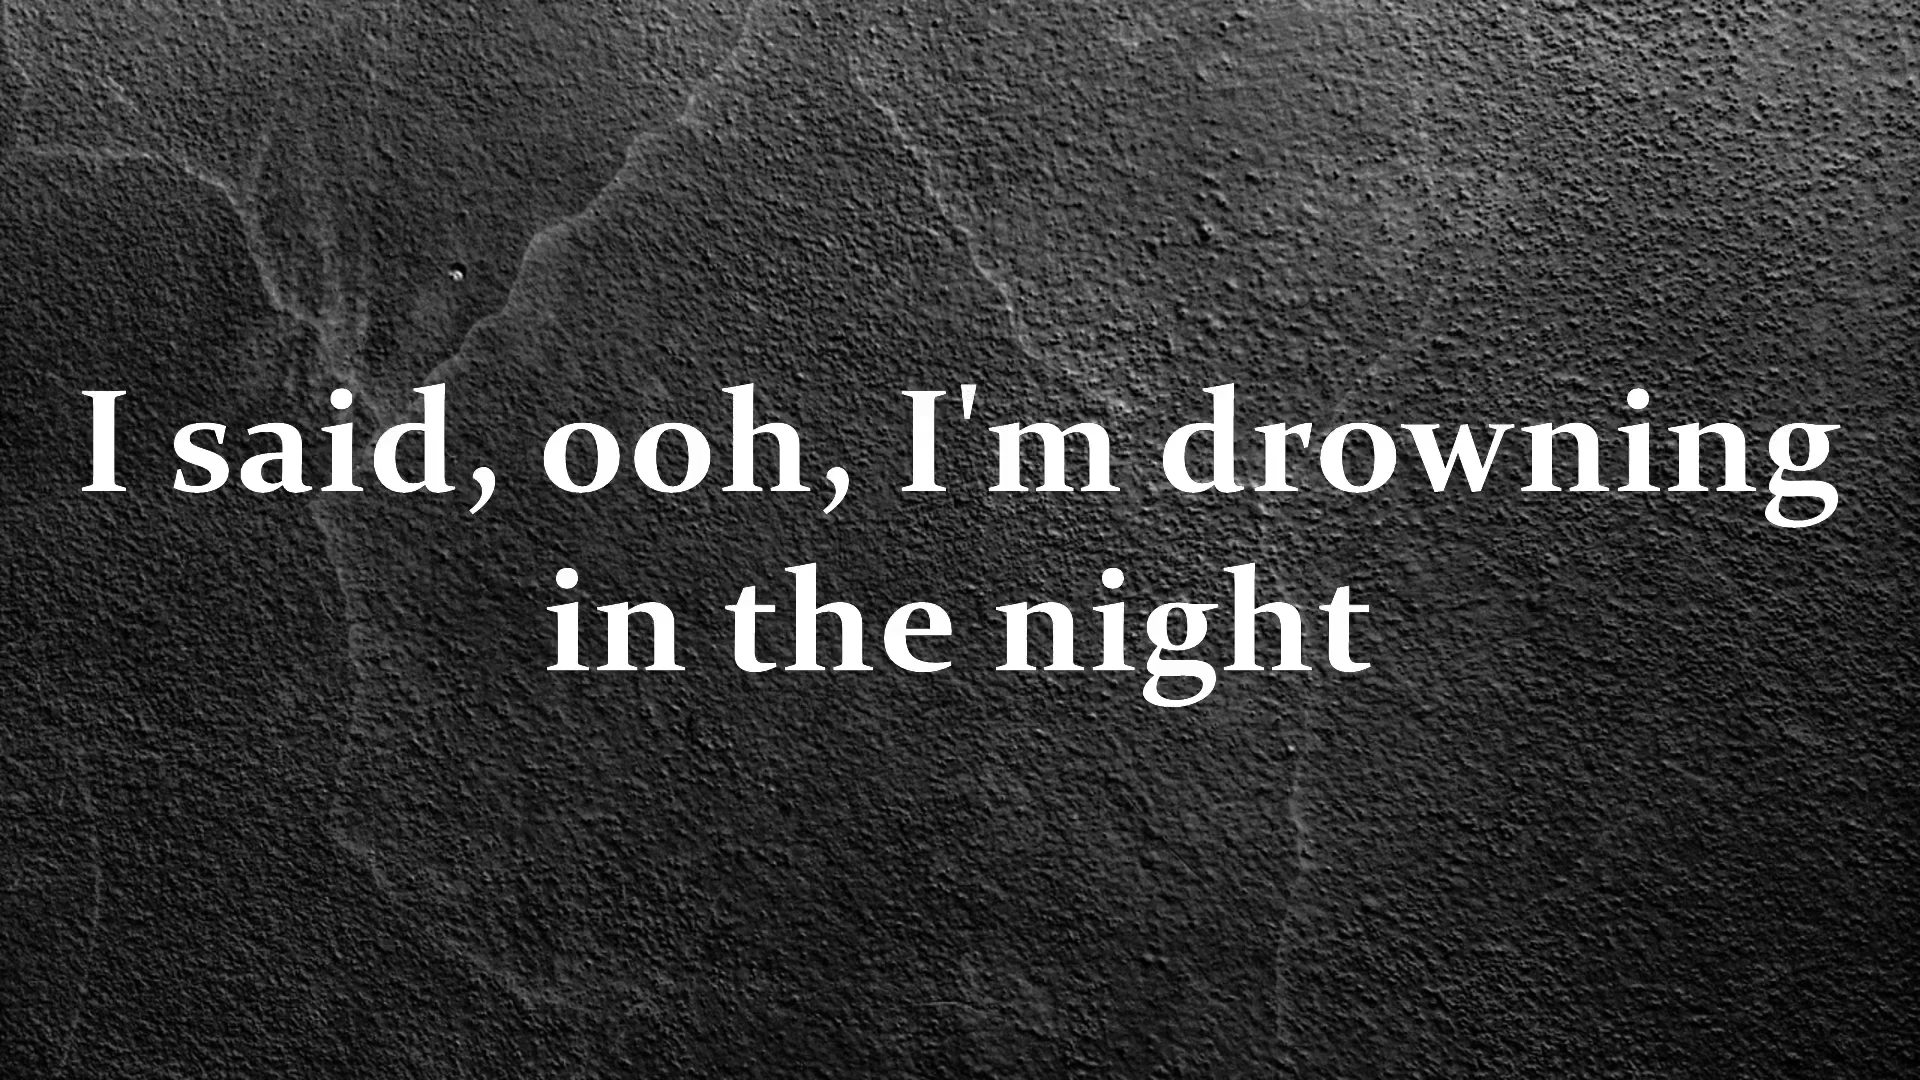 I said, ooh, I'm drowning
in the night